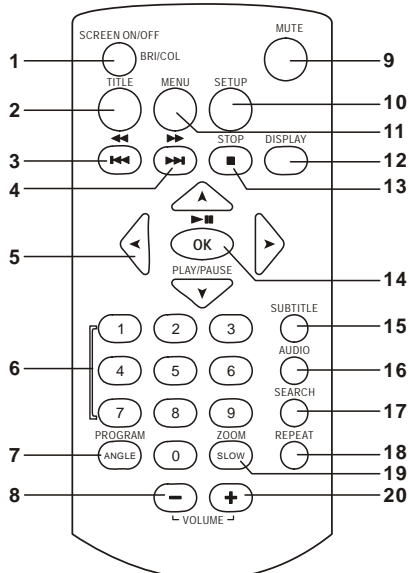 SCREEN ON/OFF
MUTE
1
BRI/COL
9
TITLE
MENU
SETUP
2
10
11
STOP
DISPLAY
3
12
4
13
OK
5
14
PLAY/PAUSE
SUBTITLE
1
2
3
15
AUDIO
6
4
5
6
16
SEARCH
7
8
9
17
PROGRAM
ZOOM
REPEAT
7
ANGLE
0
SLOW
18
19
8
20
VOLUME